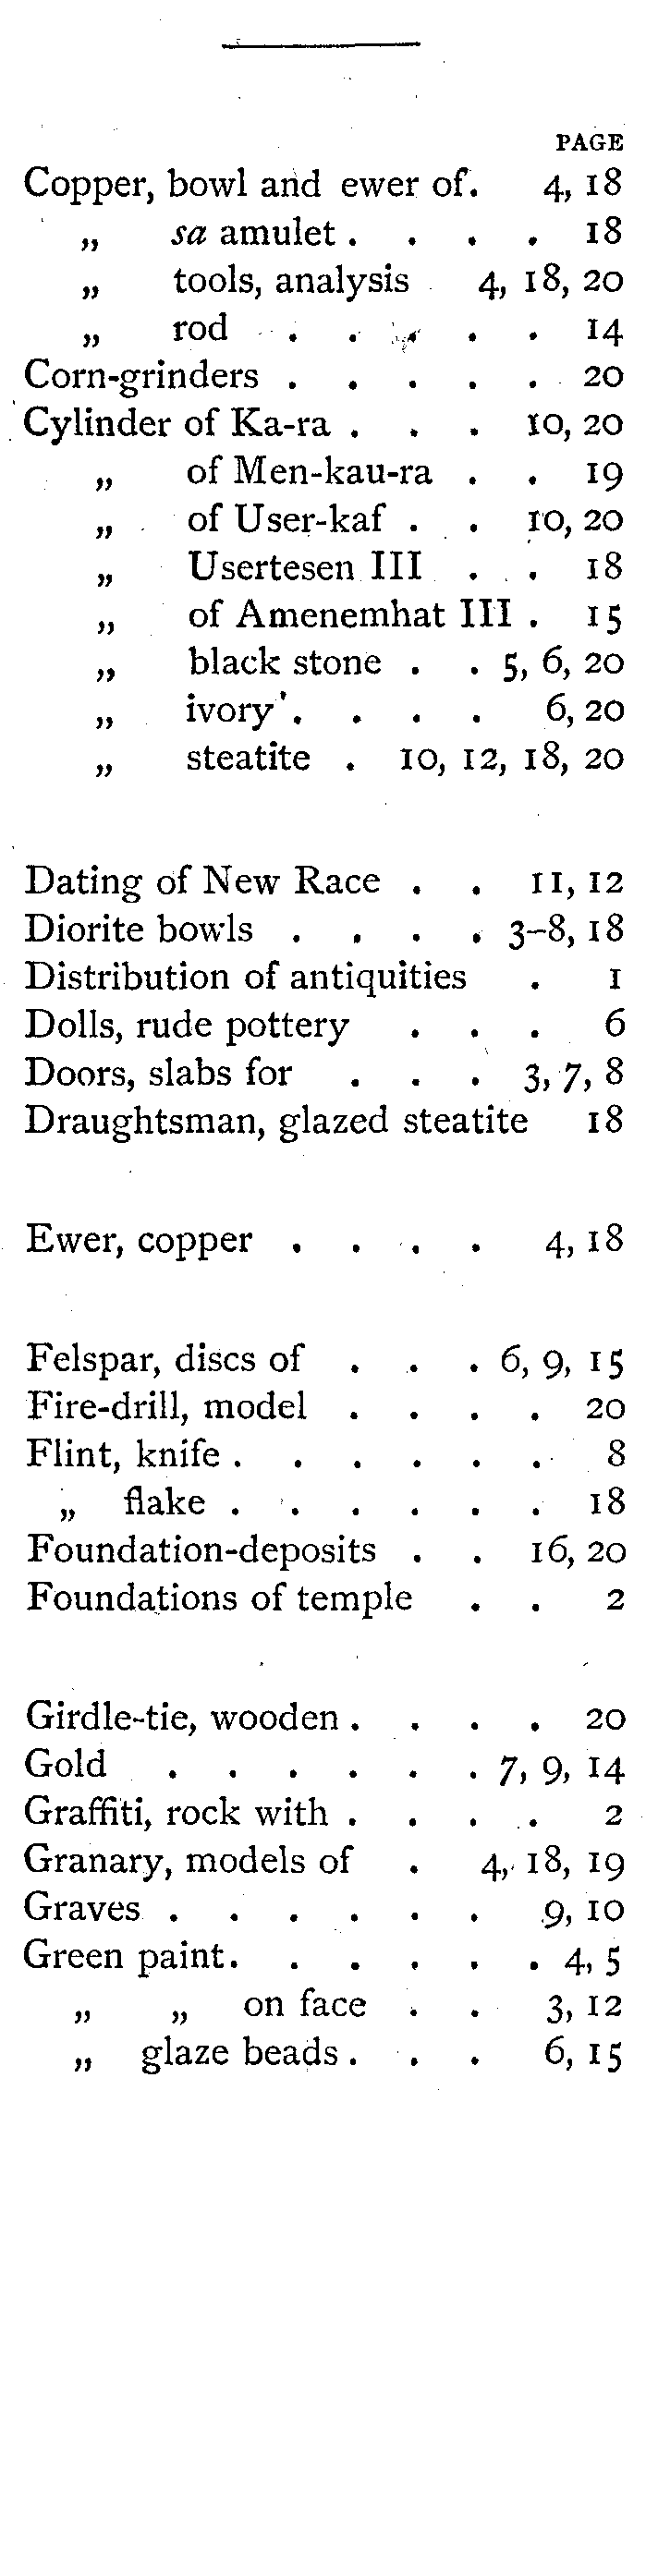 PAGE
Copper, bowl and ewer of. 4, 18
„ sa amulet . . . . 18
„ tools, analysis 4, 18, 20
„ rod . . . . . 14
Corn-grinders . . . . . 20
Cylinder of Ka-ra . . . 10, 20
„ of Men-kau-ra . . 19
„ of User-kaf . . 10, 20
„ Usertesen III . . 18
„ of Amenemhat III . 15
„ black stone . . 5, 6, 20
„ ivory . . . . 6, 20
„ steatite . 10, 12, 18, 20
Dating of New Race . . 11, 12
Diorite bowls . . . . 3–8, 18
Distribution of antiquities . 1
Dolls, rude pottery . . . 6
Doors, slabs for . . . 3, 7, 8
Draughtsman, glazed steatite 18
Ewer, copper . . . . 4, 18
Felspar, discs of . . . 6, 9, 15
Fire-drill, model . . . . 20
Flint, knife . . . . . . 8
„ flake . . . . . . 18
Foundation-deposits . . 16, 20
Foundations of temple . . 2
Girdle-tie, wooden . . . . 20
Gold . . . . . . 7, 9, 14
Graffiti, rock with . . . . 2
Granary, models of . 4, 18, 19
Graves . . . . . . 9, 10
Green paint. . . . . . 4, 5
„ „ on face . . 3, 12
„ glaze beads . . . 6, 15